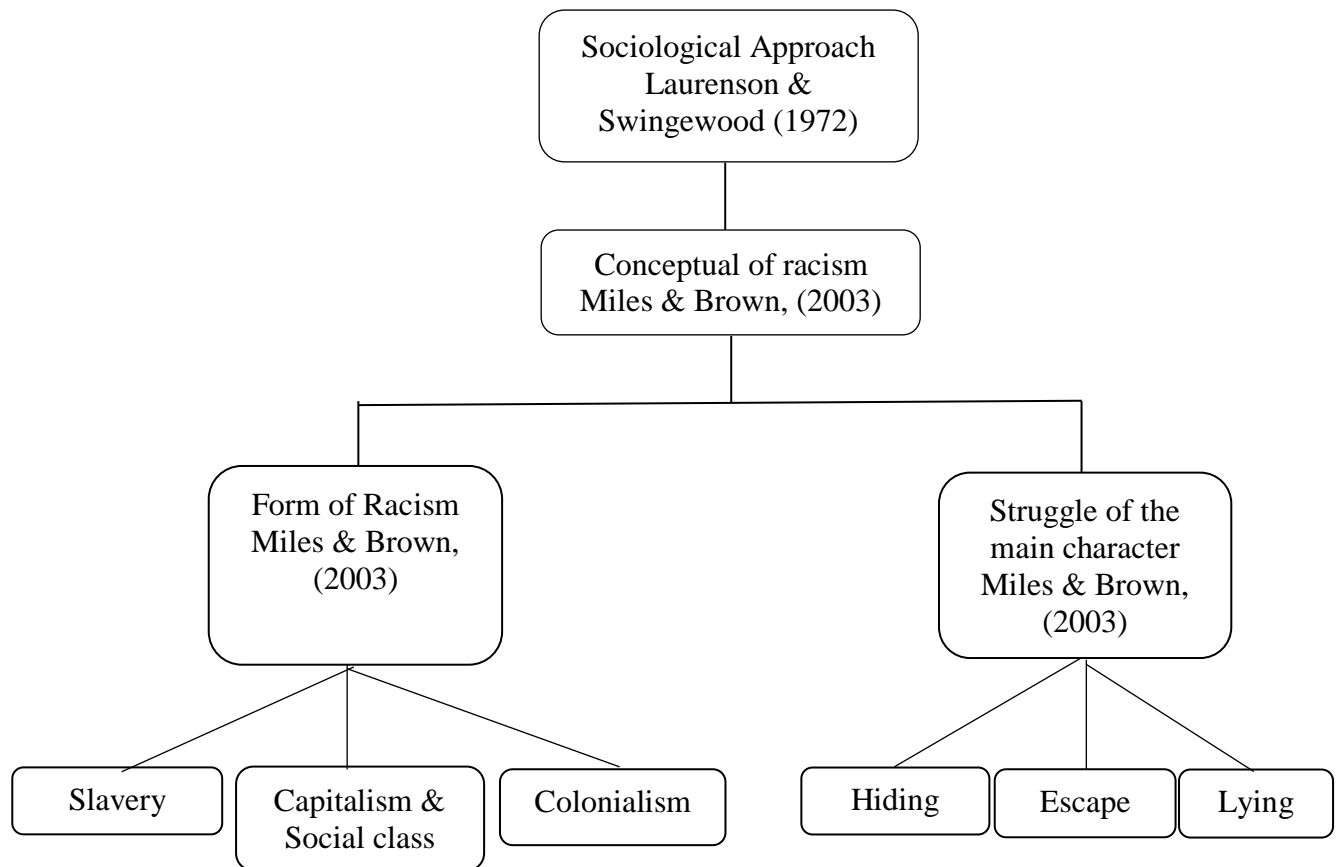 Sociological Approach
Laurenson &
Swingewood (1972)
Conceptual of racism
Miles & Brown, (2003)
Form of Racism
Miles & Brown,
(2003)
Struggle of the
main character
Miles & Brown,
(2003)
Slavery
Capitalism &
Social class
Colonialism
Hiding
Escape
Lying